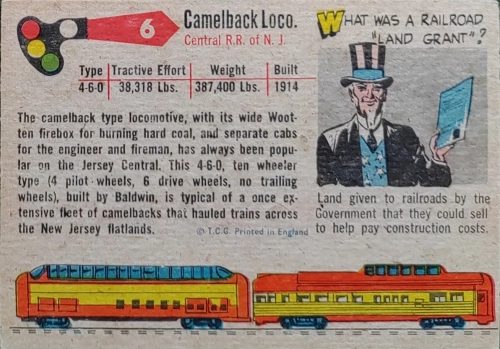 6
Camelback Loco.
Central R.R. of N. J.
Type Tractive Effort Weight Built
4-6-0 38,318 Lbs. 387,400 Lbs. 1914
The camelback type locomotive, with its wide Woot-
ten firebox for burning hard coal, and separate cabs
for the engineer and fireman, has always been popu-
lar on the Jersey Central. This 4-6-0, ten wheeler
type (4 pilot wheels, 6 drive wheels, no trailing
wheels), built by Baldwin, is typical of a once ex-
tensive fleet of camelbacks that hauled trains across
the New Jersey flatlands.
© T.C.G. Printed in England
WHAT WAS A RAILROAD
"LAND GRANT"?
Land given to railroads by the
Government that they could sell
to help pay construction costs.